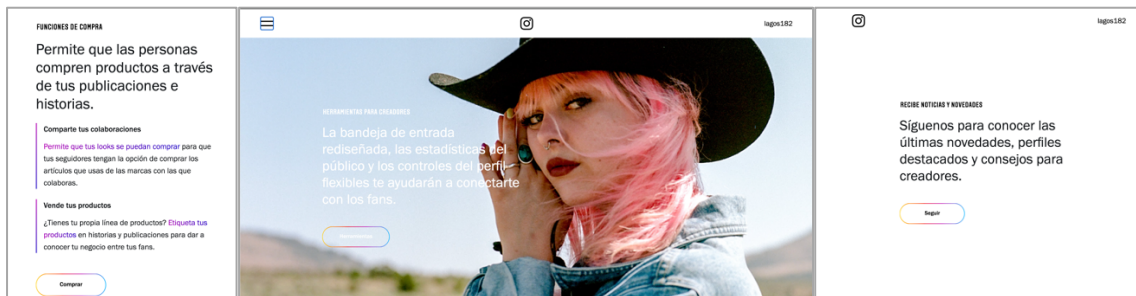 FUNCIONES DE COMPRA
Permite que las personas
compren productos a través
de tus publicaciones e
historias.
Comparte tus colaboraciones
Permite que tus looks se puedan comprar para que
tus seguidores tengan la opción de comprar los
artículos que usas de las marcas con las que
colaboras.
Vende tus productos
¿Tienes tu propia línea de productos? Etiqueta tus
productos en historias y publicaciones para dar a
conocer tu negocio entre tus fans.
Comprar
lagos182
HERRAMIENTAS PARA CREADORES
La bandeja de entrada
rediseñada, las estadísticas del
público y los controles del perfil
flexibles te ayudarán a conectarte
con los fans.
lagos182
RECIBE NOTICIAS Y NOVEDADES
Síguenos para conocer las
últimas novedades, perfiles
destacados y consejos para
creadores.
Seguir